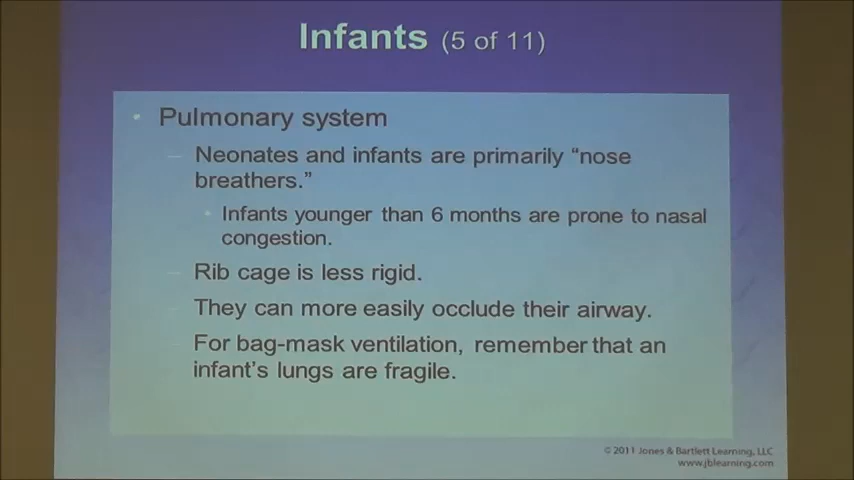 Infants (5 of 11)
• Pulmonary system
– Neonates and infants are primarily “nose
breathers.”
• Infants younger than 6 months are prone to nasal
congestion.
– Rib cage is less rigid.
– They can more easily occlude their airway.
– For bag-mask ventilation, remember that an
infant’s lungs are fragile.
© 2011 Jones & Bartlett Learning, LLC
www.jblearning.com